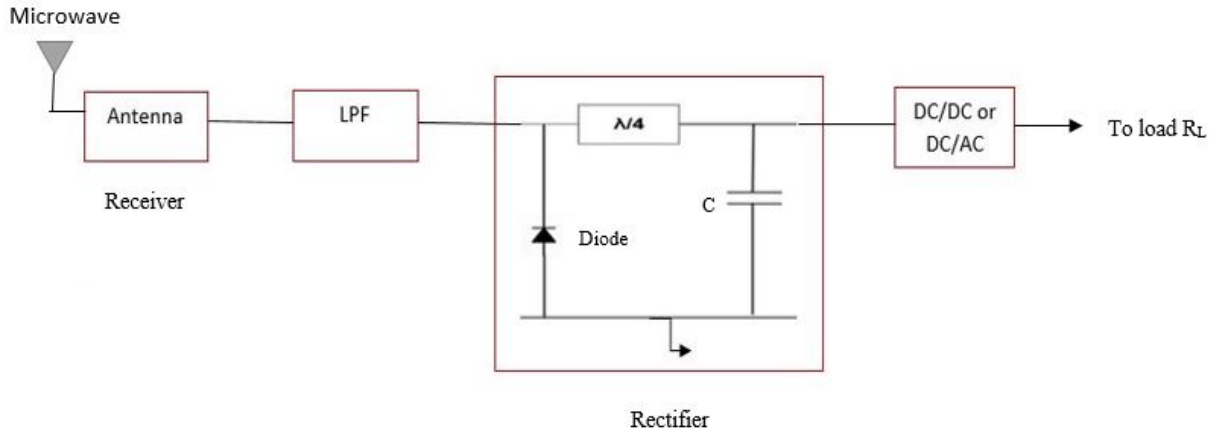 Microwave
Antenna
LPF
λ/4
DC/DC or
DC/AC
To load RL
Receiver
C
Diode
Rectifier